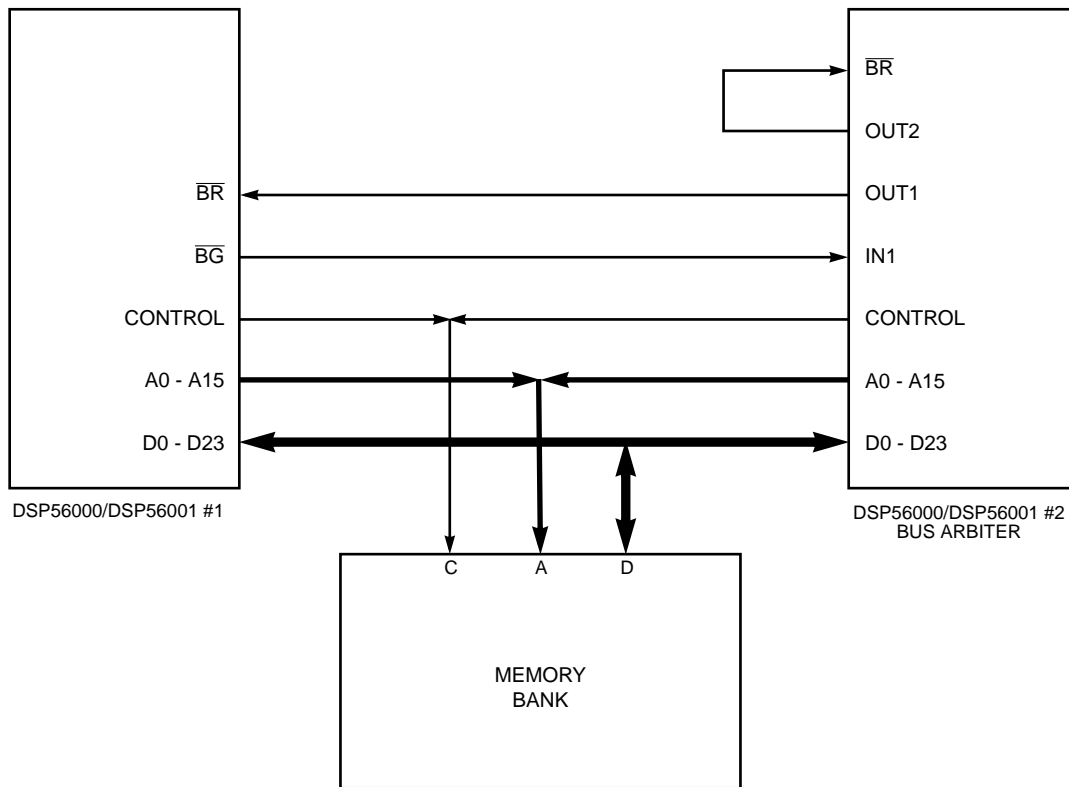 BR
OUT2
BR
OUT1
BG
IN1
CONTROL
CONTROL
A0 - A15
A0 - A15
D0 - D23
D0 - D23
DSP56000/DSP56001 #1
DSP56000/DSP56001 #2
BUS ARBITER
C A D
MEMORY
BANK